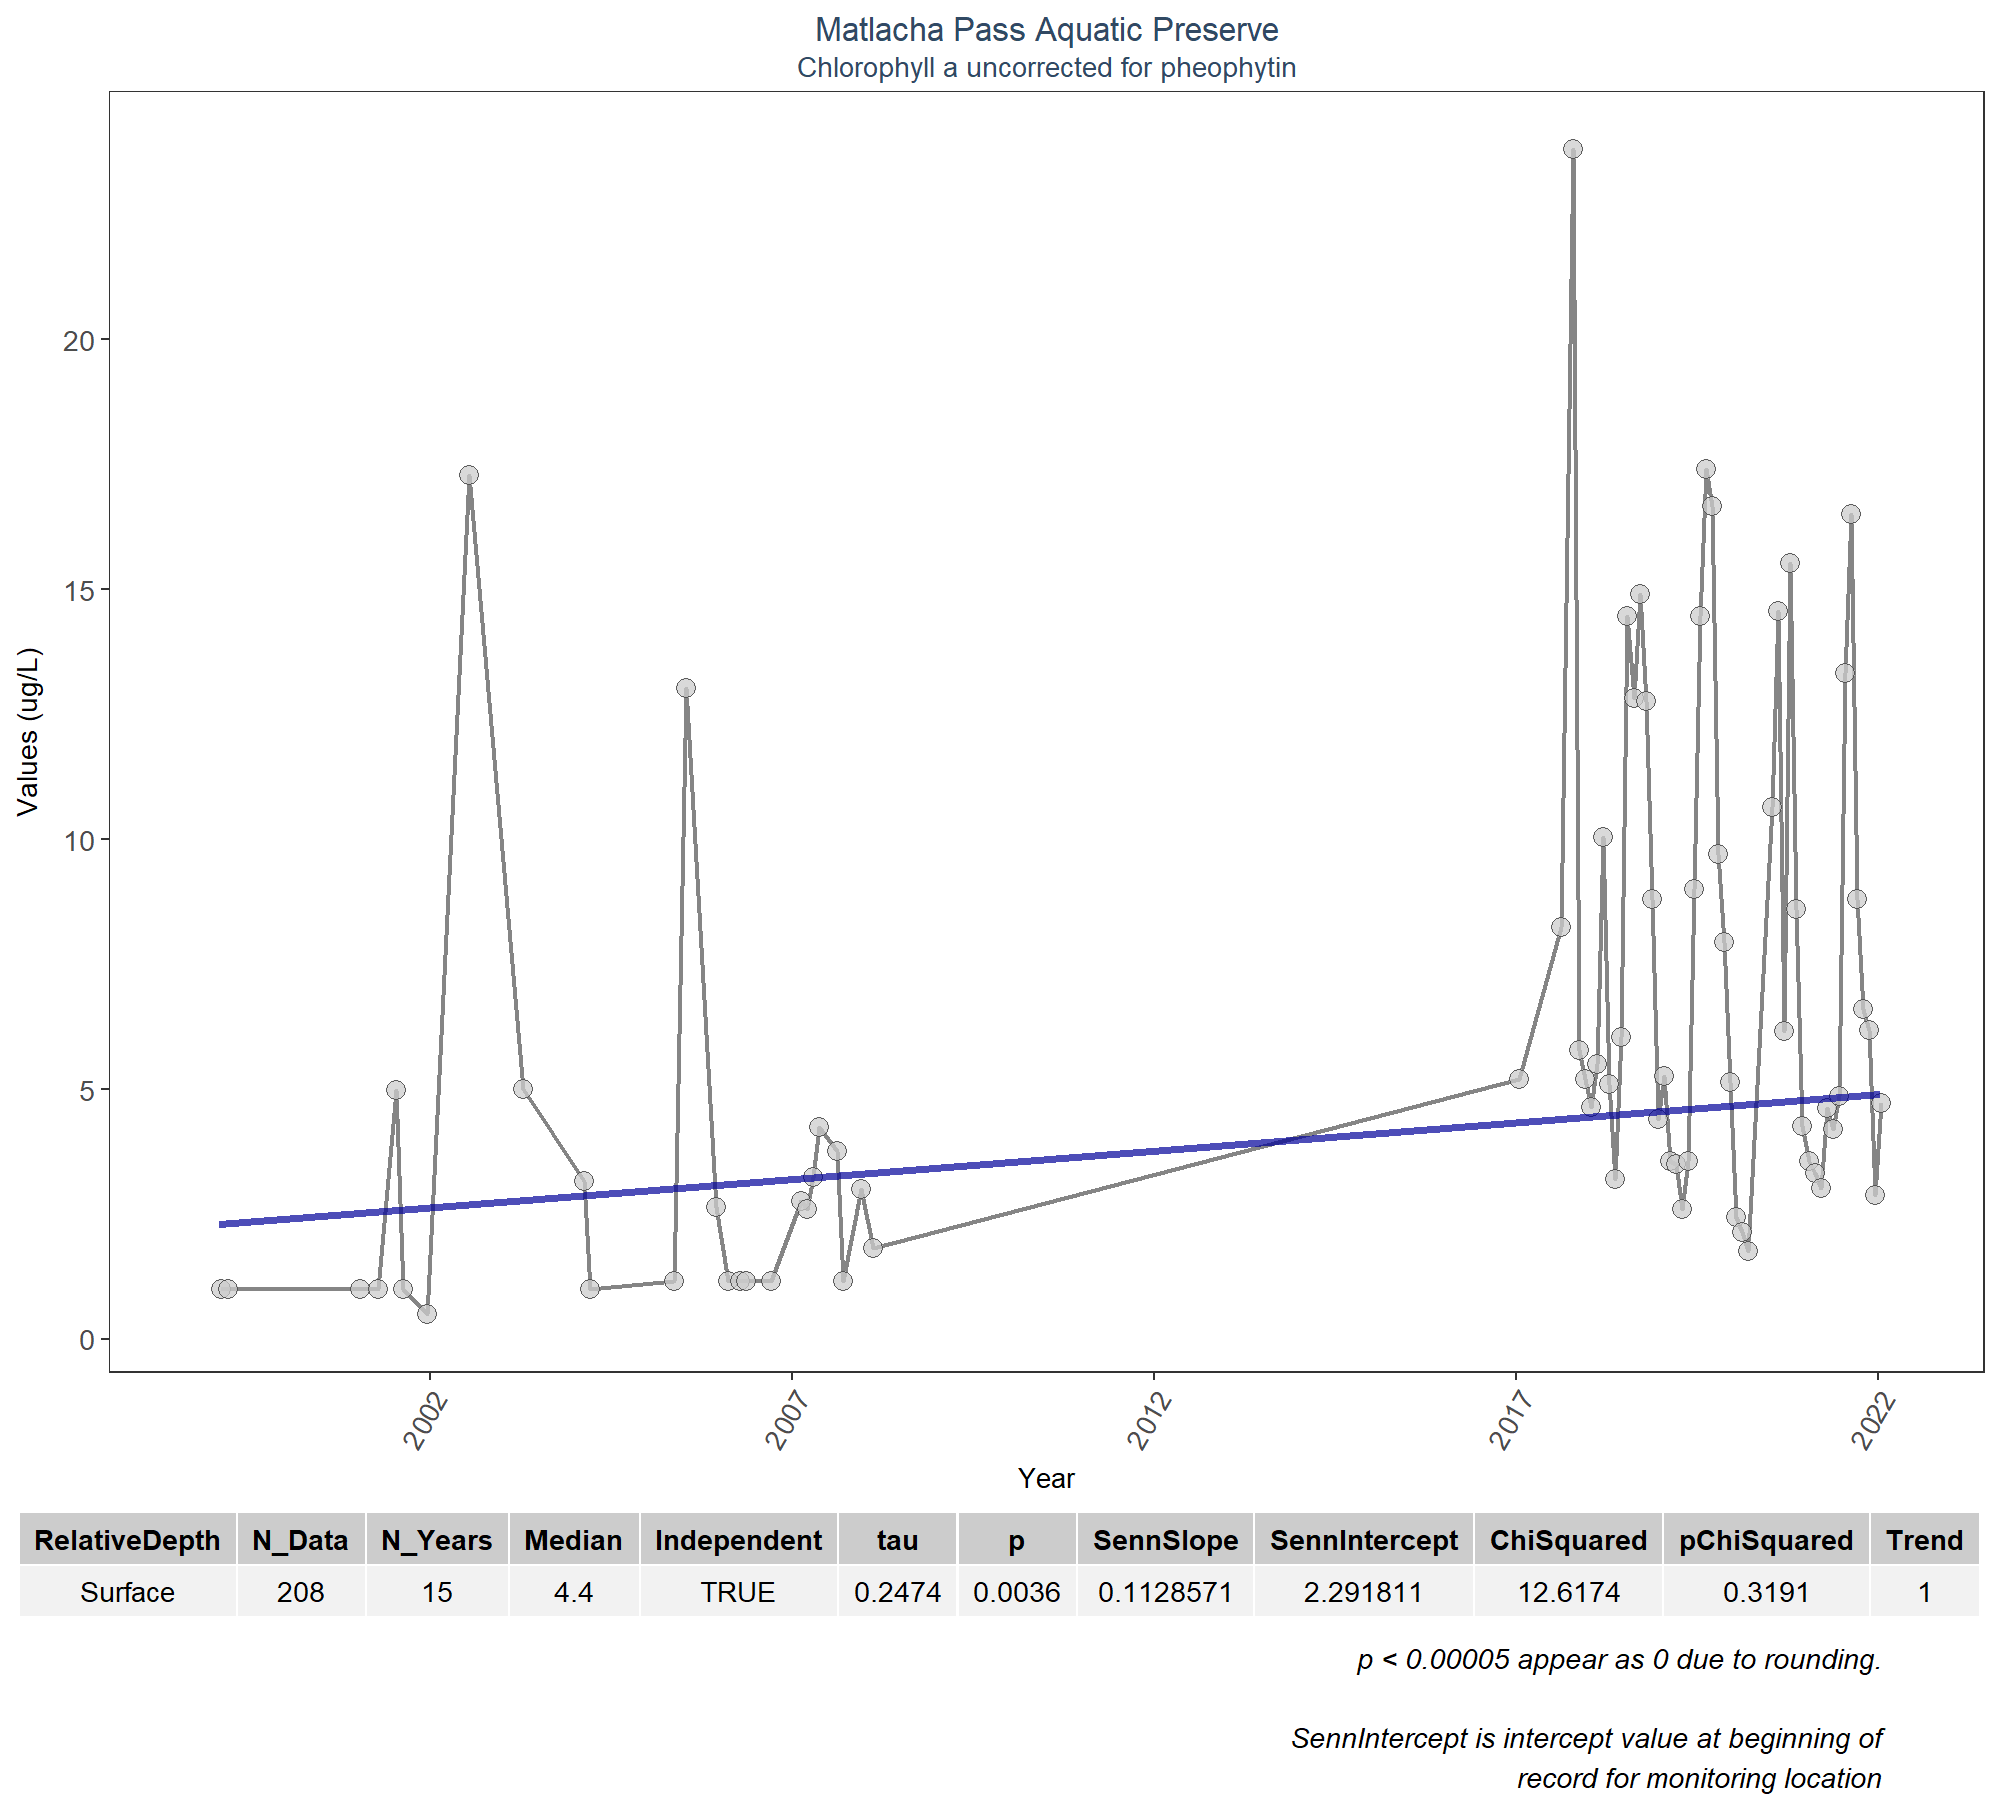 Matlacha Pass Aquatic Preserve
Chlorophyll a uncorrected for pheophytin
Values (ug/L)
20
15
10
5
0
2002 2007 2012 2017 2022
Year
RelativeDepth N_Data N_Years Median Independent tau p SennSlope SennIntercept ChiSquared pChiSquared Trend
Surface 208 15 4.4 TRUE 0.2474 0.0036 0.1128571 2.291811 12.6174 0.3191 1
p < 0.00005 appear as 0 due to rounding.
SennIntercept is intercept value at beginning of
record for monitoring location